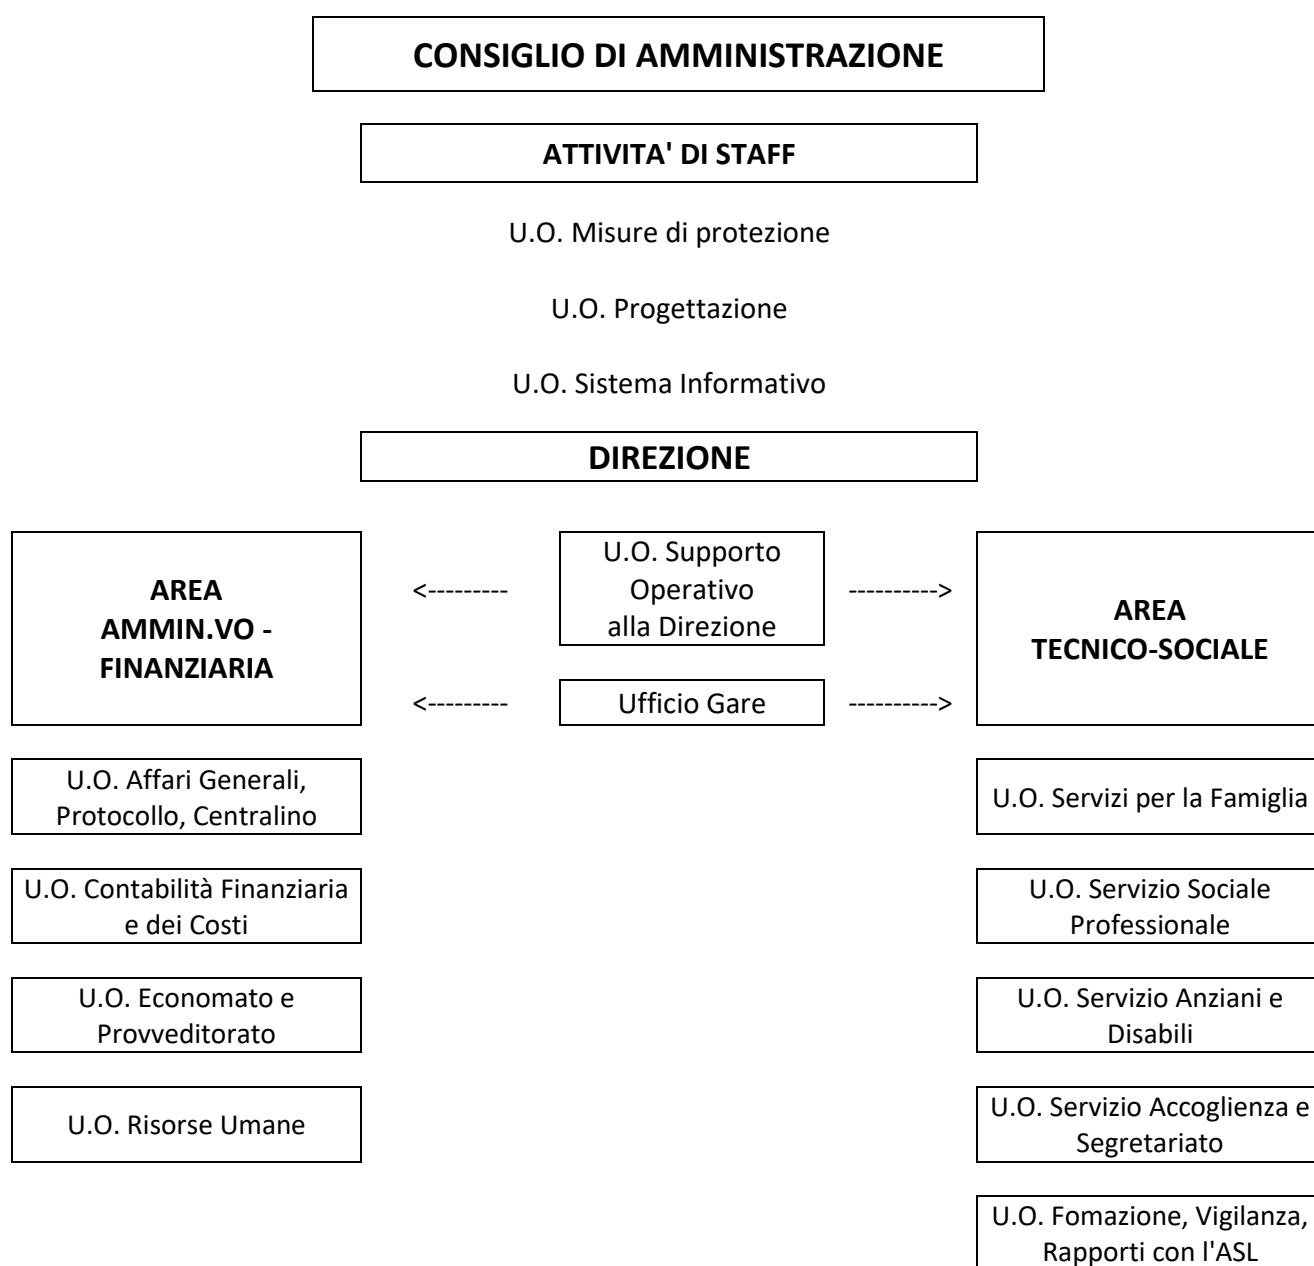 CONSIGLIO DI AMMINISTRAZIONE
ATTIVITA' DI STAFF
U.O. Misure di protezione
U.O. Progettazione
U.O. Sistema Informativo
DIREZIONE
AREA
AMMIN.VO -
FINANZIARIA
<---------
U.O. Supporto
Operativo
alla Direzione
---------->
AREA
TECNICO-SOCIALE
<---------
Ufficio Gare
---------->
U.O. Affari Generali,
Protocollo, Centralino
U.O. Servizi per la Famiglia
U.O. Contabilità Finanziaria
e dei Costi
U.O. Servizio Sociale
Professionale
U.O. Economato e
Provveditorato
U.O. Servizio Anziani e
Disabili
U.O. Risorse Umane
U.O. Servizio Accoglienza e
Segretariato
U.O. Fomazione, Vigilanza,
Rapporti con l'ASL